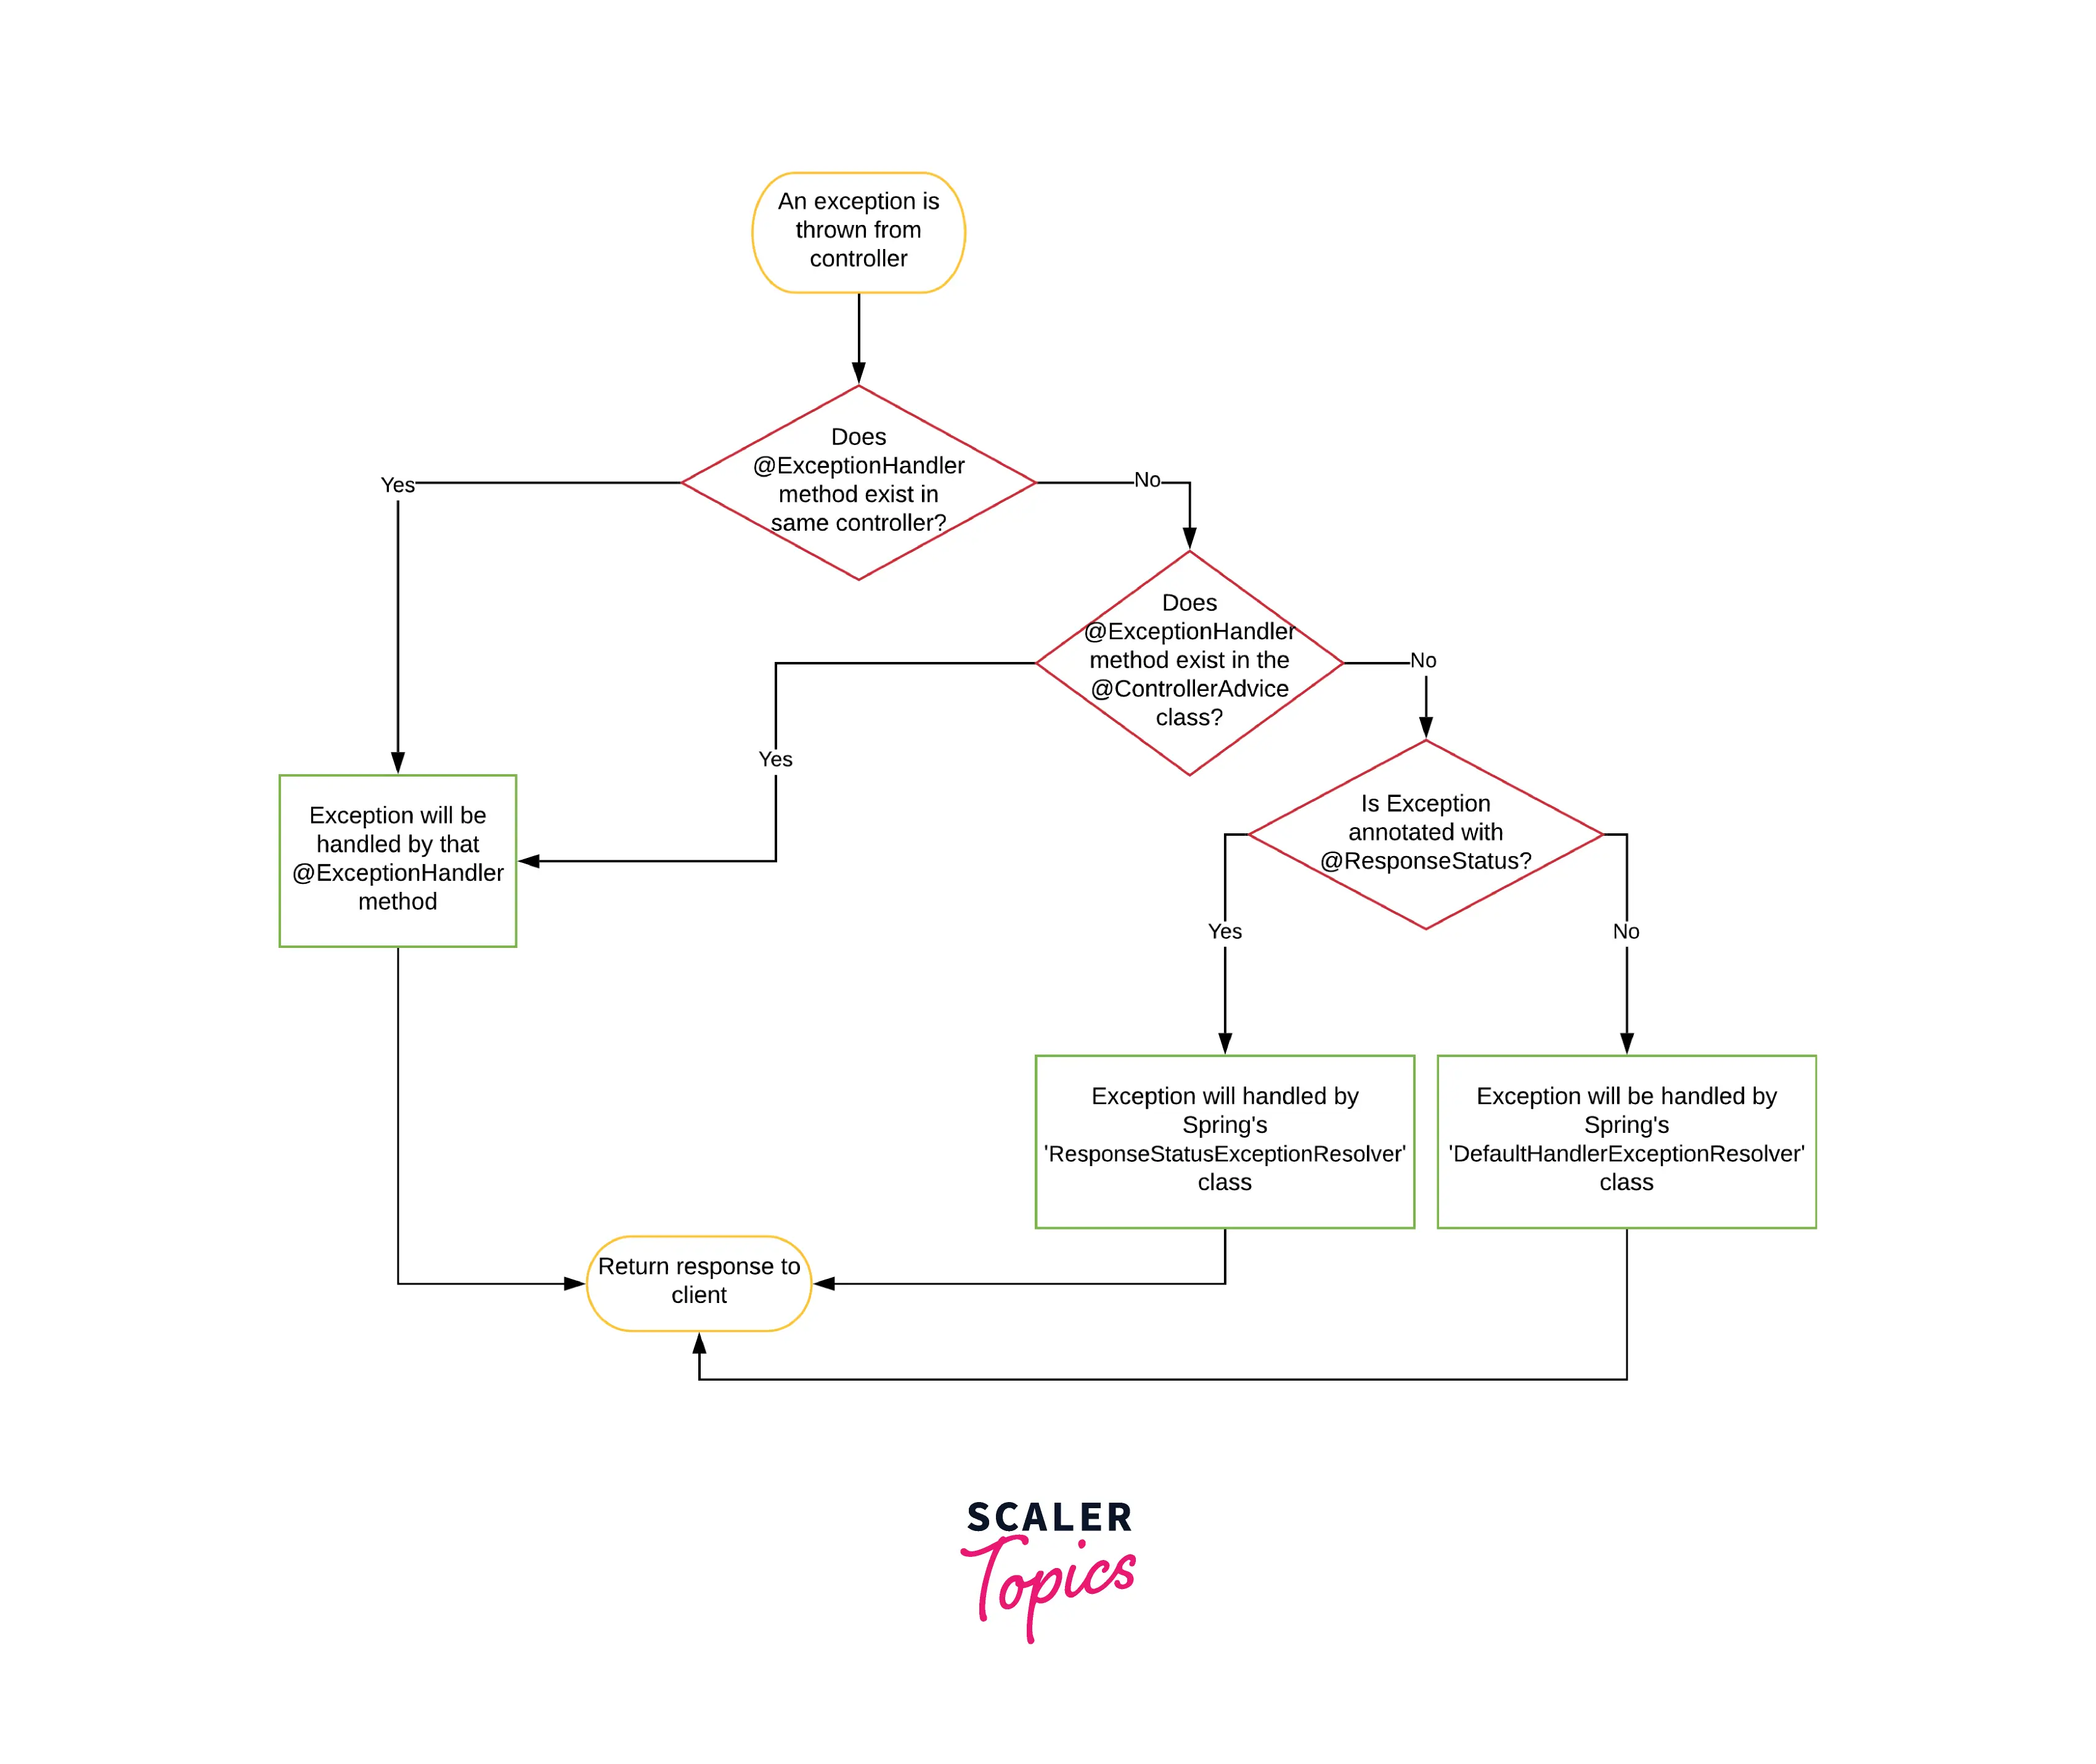 An exception is
thrown from
controller
Does
@ExceptionHandler
method exist in
same controller?
Yes
No
Does
@ExceptionHandler
method exist in the
@ControllerAdvice
class?
No
Yes
Is Exception
annotated with
@ResponseStatus?
Exception will be
handled by that
@ExceptionHandler
method
Yes
No
Exception will handled by
Spring's
'ResponseStatusExceptionResolver'
class
Exception will be handled by
Spring's
'DefaultHandlerExceptionResolver'
class
Return response to
client
SCALER
Topics